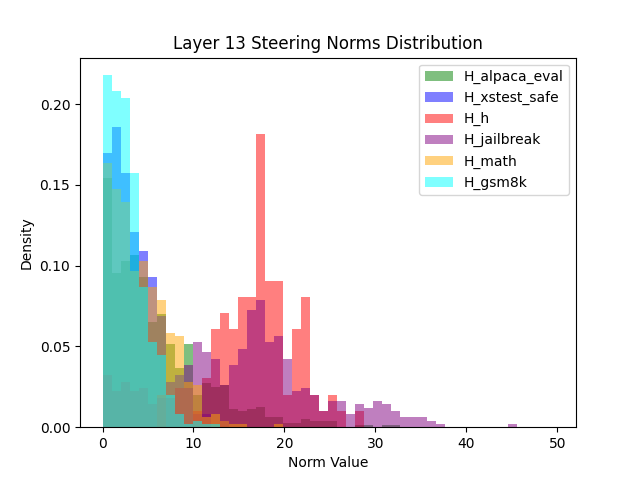 Layer 13 Steering Norms Distribution
H_alpaca_eval
H_xstest_safe
H_h
H_jailbreak
H_math
H_gsm8k
Density
0.20
0.15
0.10
0.05
0.00
0 10 20 30 40 50
Norm Value